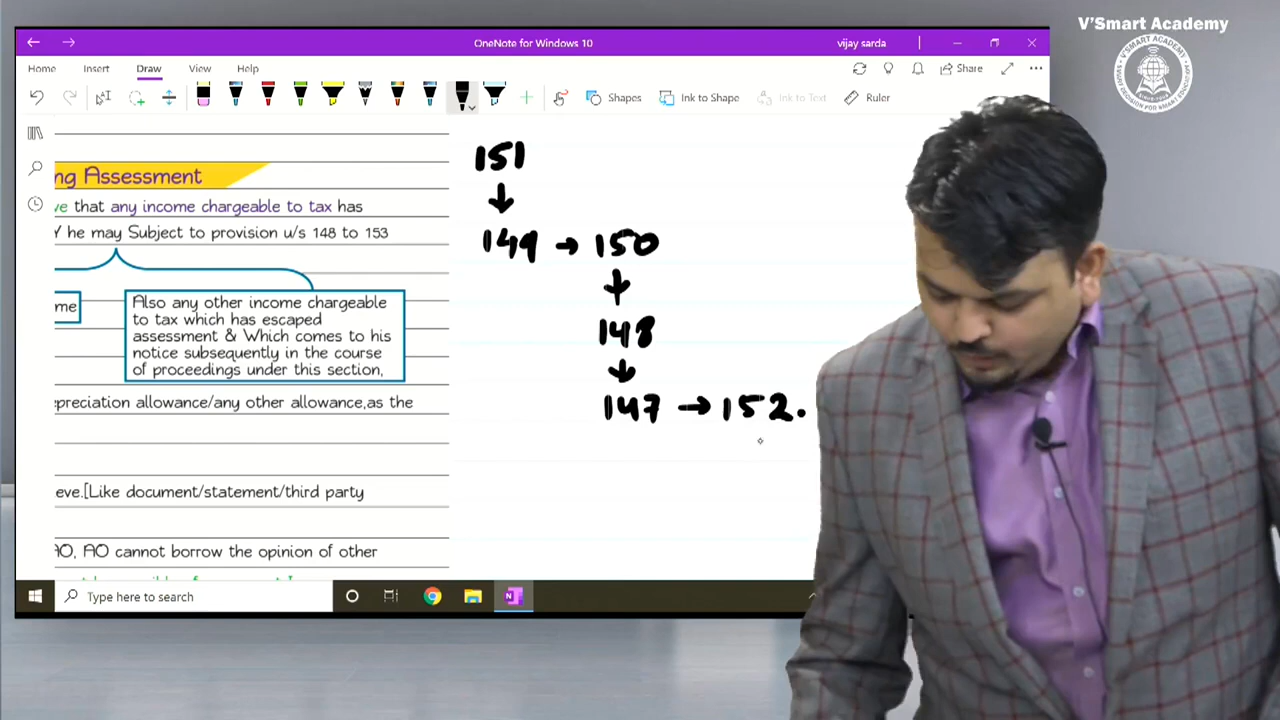 V'Smart Academy
OneNote for Windows 10
vijay sarda
Home Insert Draw View Help
Share
Shapes
Ink to Shape
Ink to Text
Ruler
ng Assessment
ve that any income chargeable to tax has
Y he may Subject to provision u/s 148 to 153
me
Also any other income chargeable
to tax which has escaped
assessment & Which comes to his
notice subsequently in the course
of proceedings under this section,
epreciation allowance/any other allowance,as the
eve.[Like document/statement/third party
AO, AO cannot borrow the opinion of other
151
↓
149 → 150
↓
148
↓
147 → 152.
Type here to search